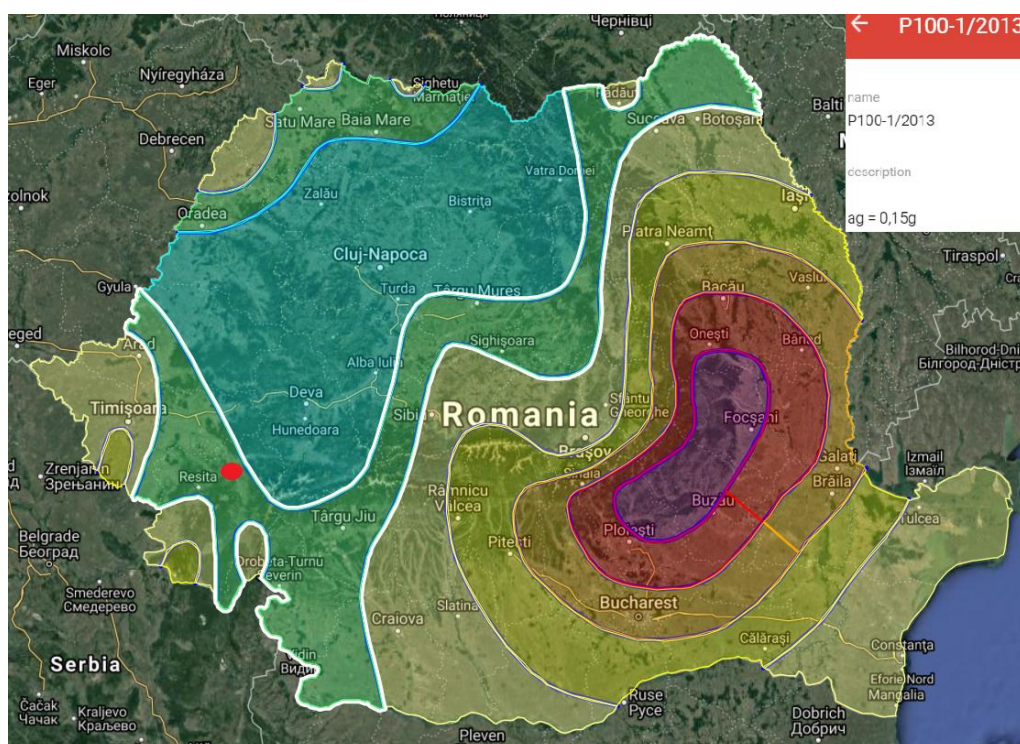 P100-1/2013
name
P100-1/2013
description
ag = 0,15g
Чернівці
Miskolc
Eger
Nyíregyháza
Sighetu
Marmației
Satu Mare
Baia Mare
Suceava
Botoșani
Balti
Debrecen
Zalău
Vatra Dornei
Bistrița
Oradea
Iași
Piatra Neamț
Cluj-Napoca
Tiraspol
Gyula
Turda
Târgu Mureș
Bacău
Vaslui
Arad
Sighișoara
Onești
Bârlad
Alba Iulia
Deva
Timișoara
Hunedoara
Sibiu
Romania
Sfântu
Gheorghe
Focșani
Brașov
Sinaia
Galați
Izmail
Ізмаїл
Zrenjanin
Зрењанин
Resita
Râmnicu
Vâlcea
Buzău
Brăila
Tulcea
Târgu Jiu
Ploiești
Pitești
Belgrade
Београд
Drobeta-Turnu
Severin
Bucharest
Smederevo
Смедерево
Craiova
Slatina
Călărași
Constanța
Vidin
Видин
Serbia
Eforie Nord
Mangalia
Ruse
Русе
Čačak
Чачак
Kraljevo
Краљево
Pleven
Dobrich
Добрич